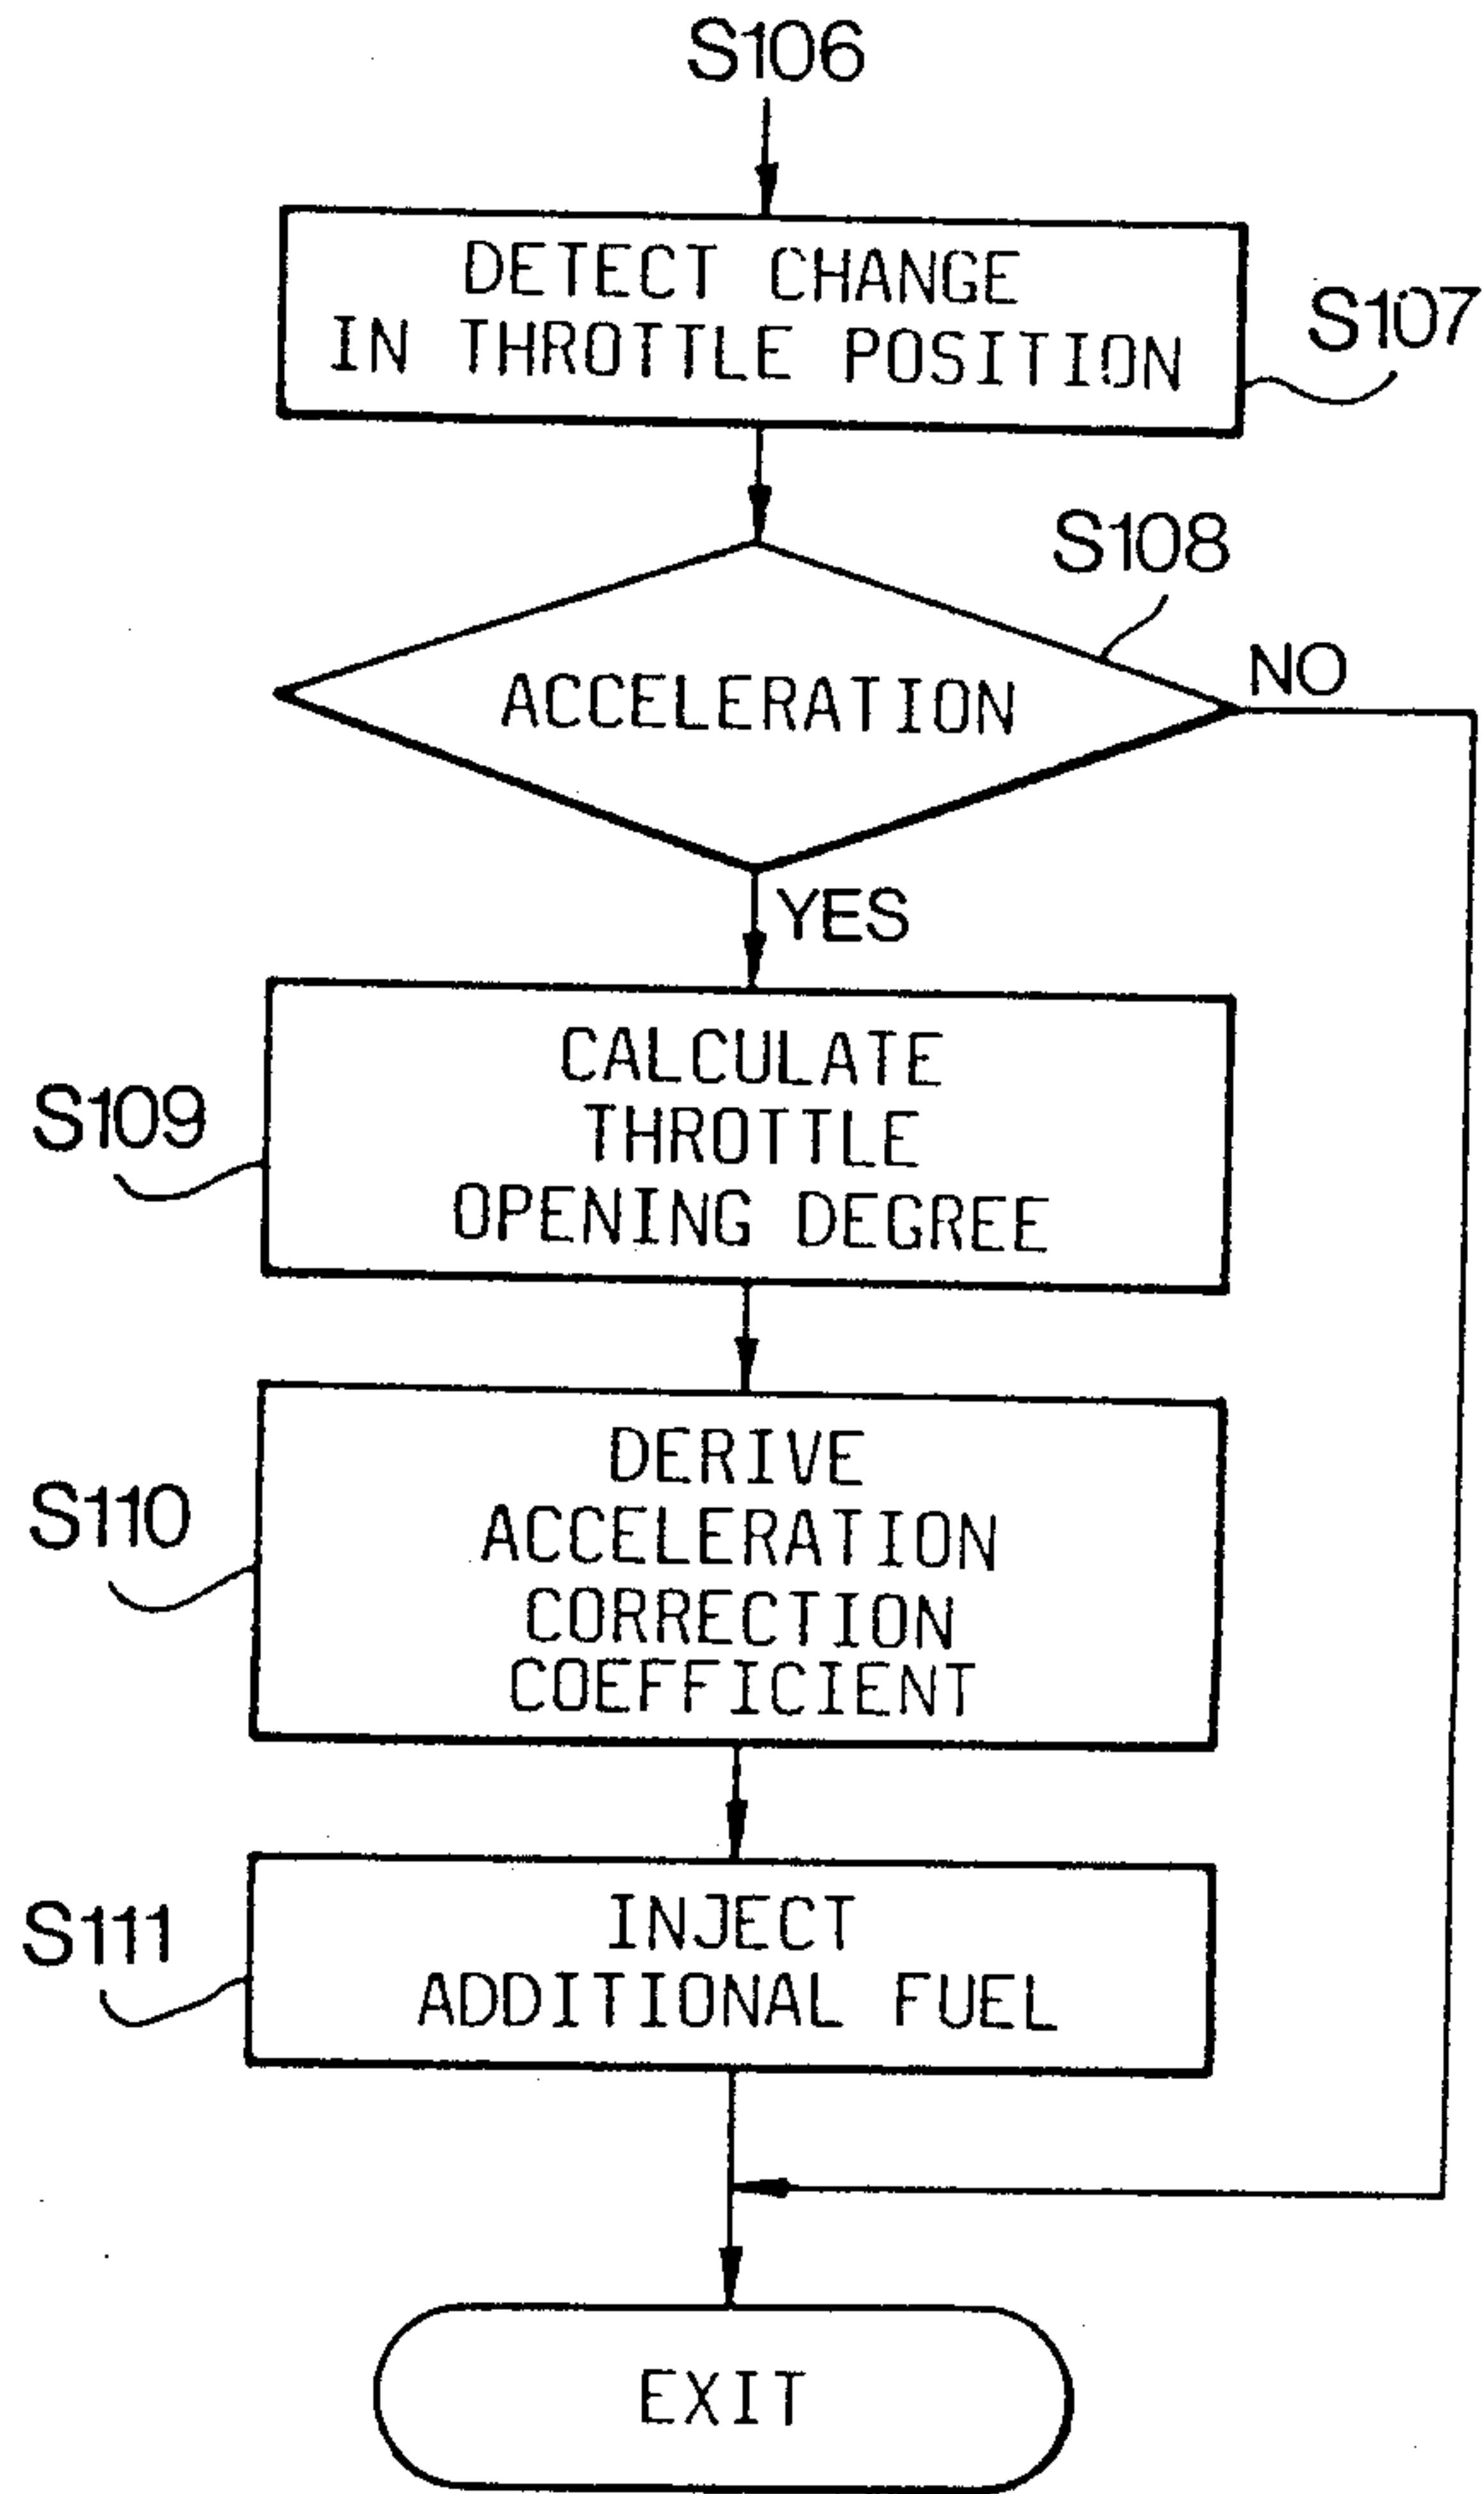 S106
DETECT CHANGE
IN THROTTLE POSITION
S107
S108
ACCELERATION
NO
YES
CALCULATE
THROTTLE
OPENING DEGREE
S109
DERIVE
ACCELERATION
CORRECTION
COEFFICIENT
S110
INJECT
ADDITIONAL FUEL
S111
EXIT